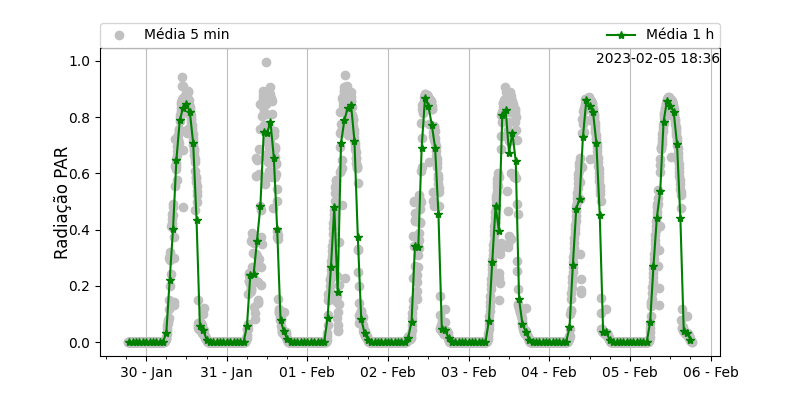 Média 5 min
Média 1 h
2023-02-05 18:36
Radiação PAR
1.0
0.8
0.6
0.4
0.2
0.0
30 - Jan
31 - Jan
01 - Feb
02 - Feb
03 - Feb
04 - Feb
05 - Feb
06 - Feb